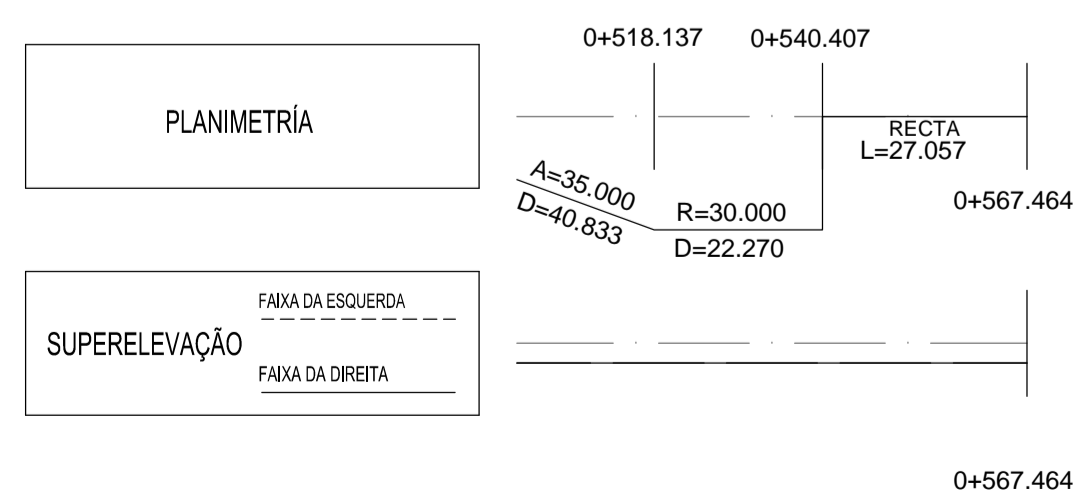 0+518.137
0+540.407
PLANIMETRÍA
RECTA
L=27.057
A=35.000
D=40.833
R=30.000
D=22.270
0+567.464
SUPERELEVAÇÃO
FAIXA DA ESQUERDA
FAIXA DA DIREITA
0+567.464